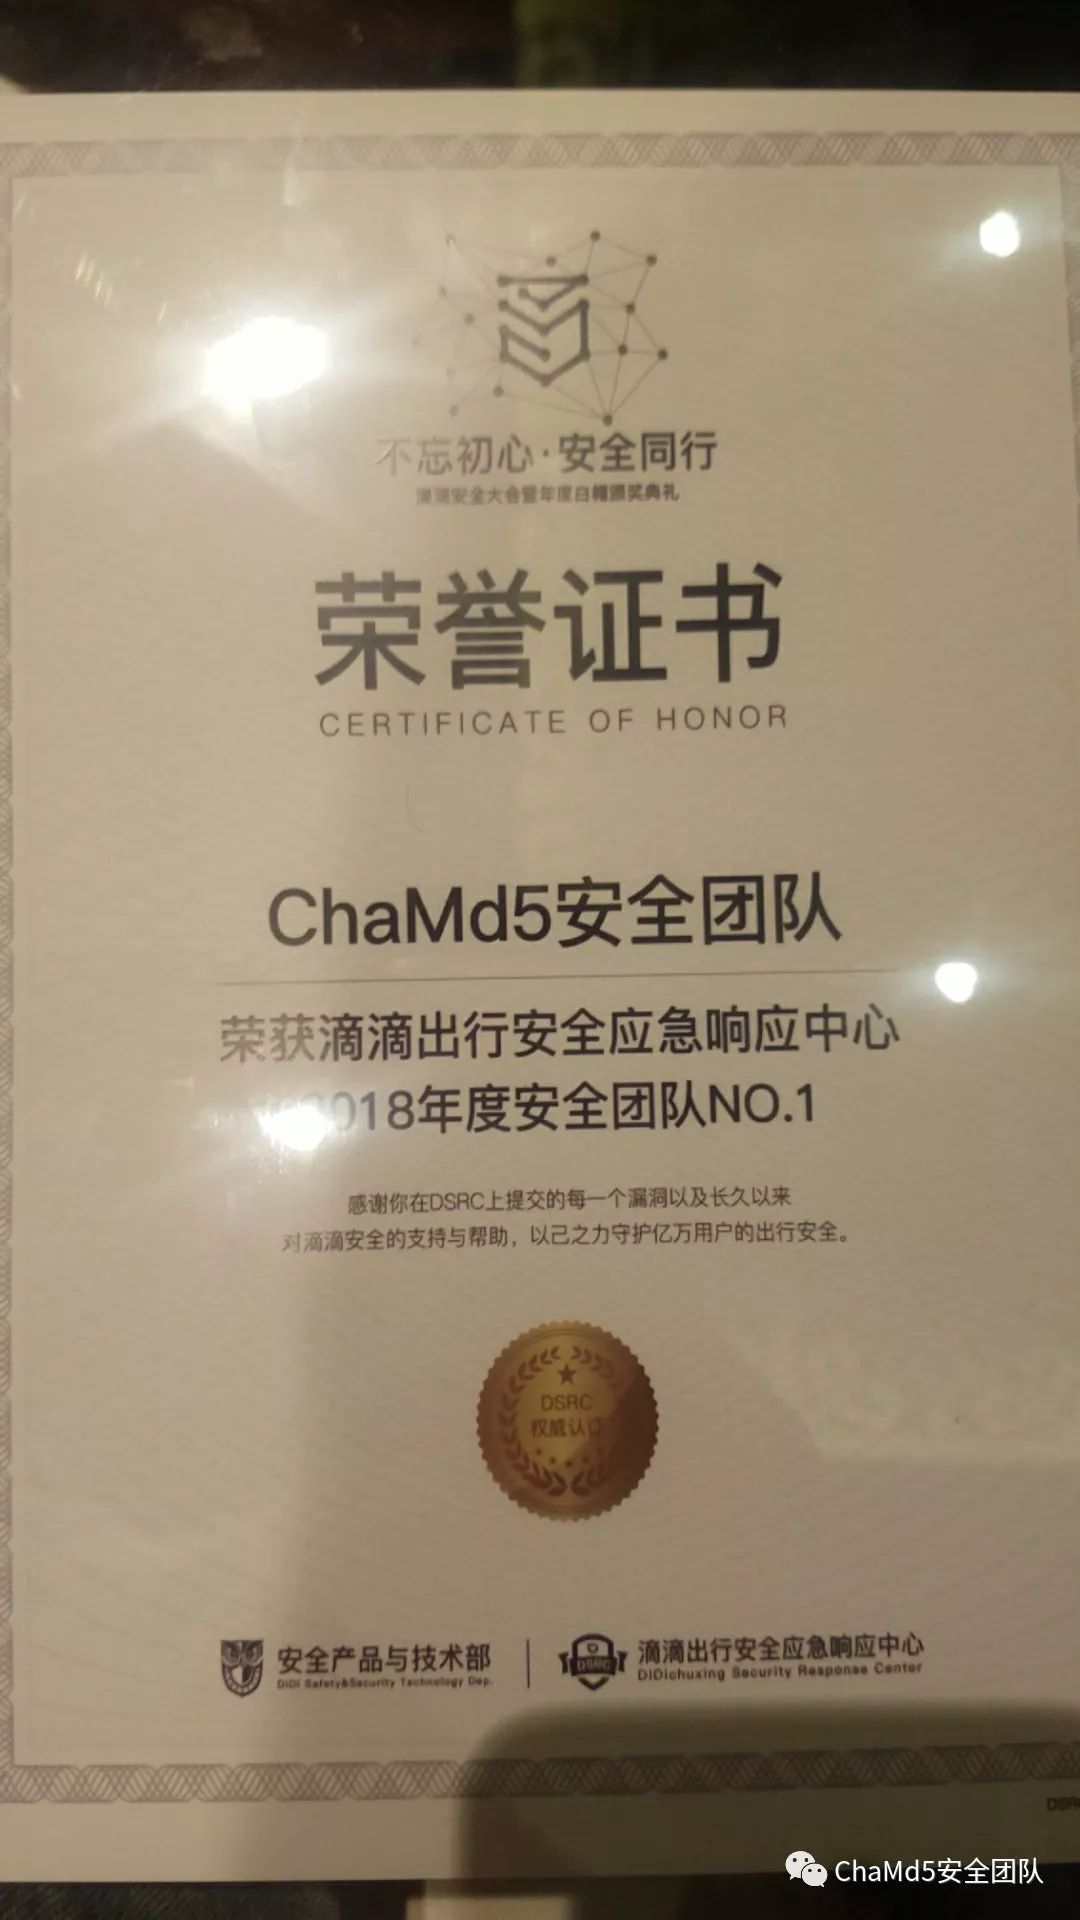 不忘初心·安全同行
滴滴安全大会暨年度白帽颁奖典礼
荣誉证书
CERTIFICATE OF HONOR
ChaMd5安全团队
荣获滴滴出行安全应急响应中心
2018年度安全团队NO.1
感谢你在DSRC上提交的每一个漏洞以及长久以来
对滴滴安全的支持与帮助，以己之力守护亿万用户的出行安全。
DSRC
权威认证
安全产品与技术部
DiDi Safety&Security Technology Dep.
DSRC
滴滴出行安全应急响应中心
DiDichuxing Security Response Center
ChaMd5安全团队